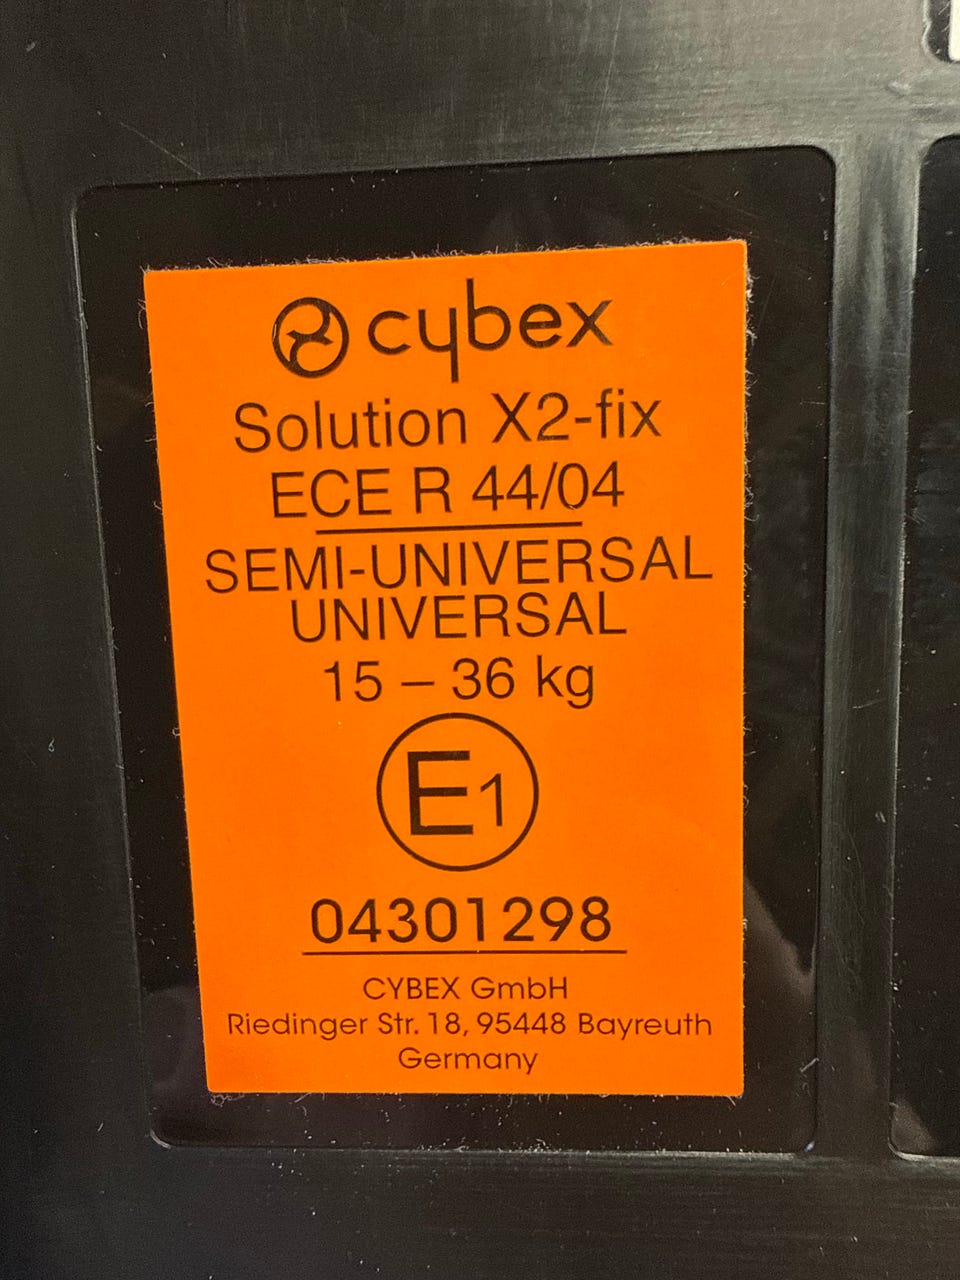 cybex
Solution X2-fix
ECE R 44/04
SEMI-UNIVERSAL
UNIVERSAL
15 – 36 kg
E1
04301298
CYBEX GmbH
Riedinger Str. 18, 95448 Bayreuth
Germany